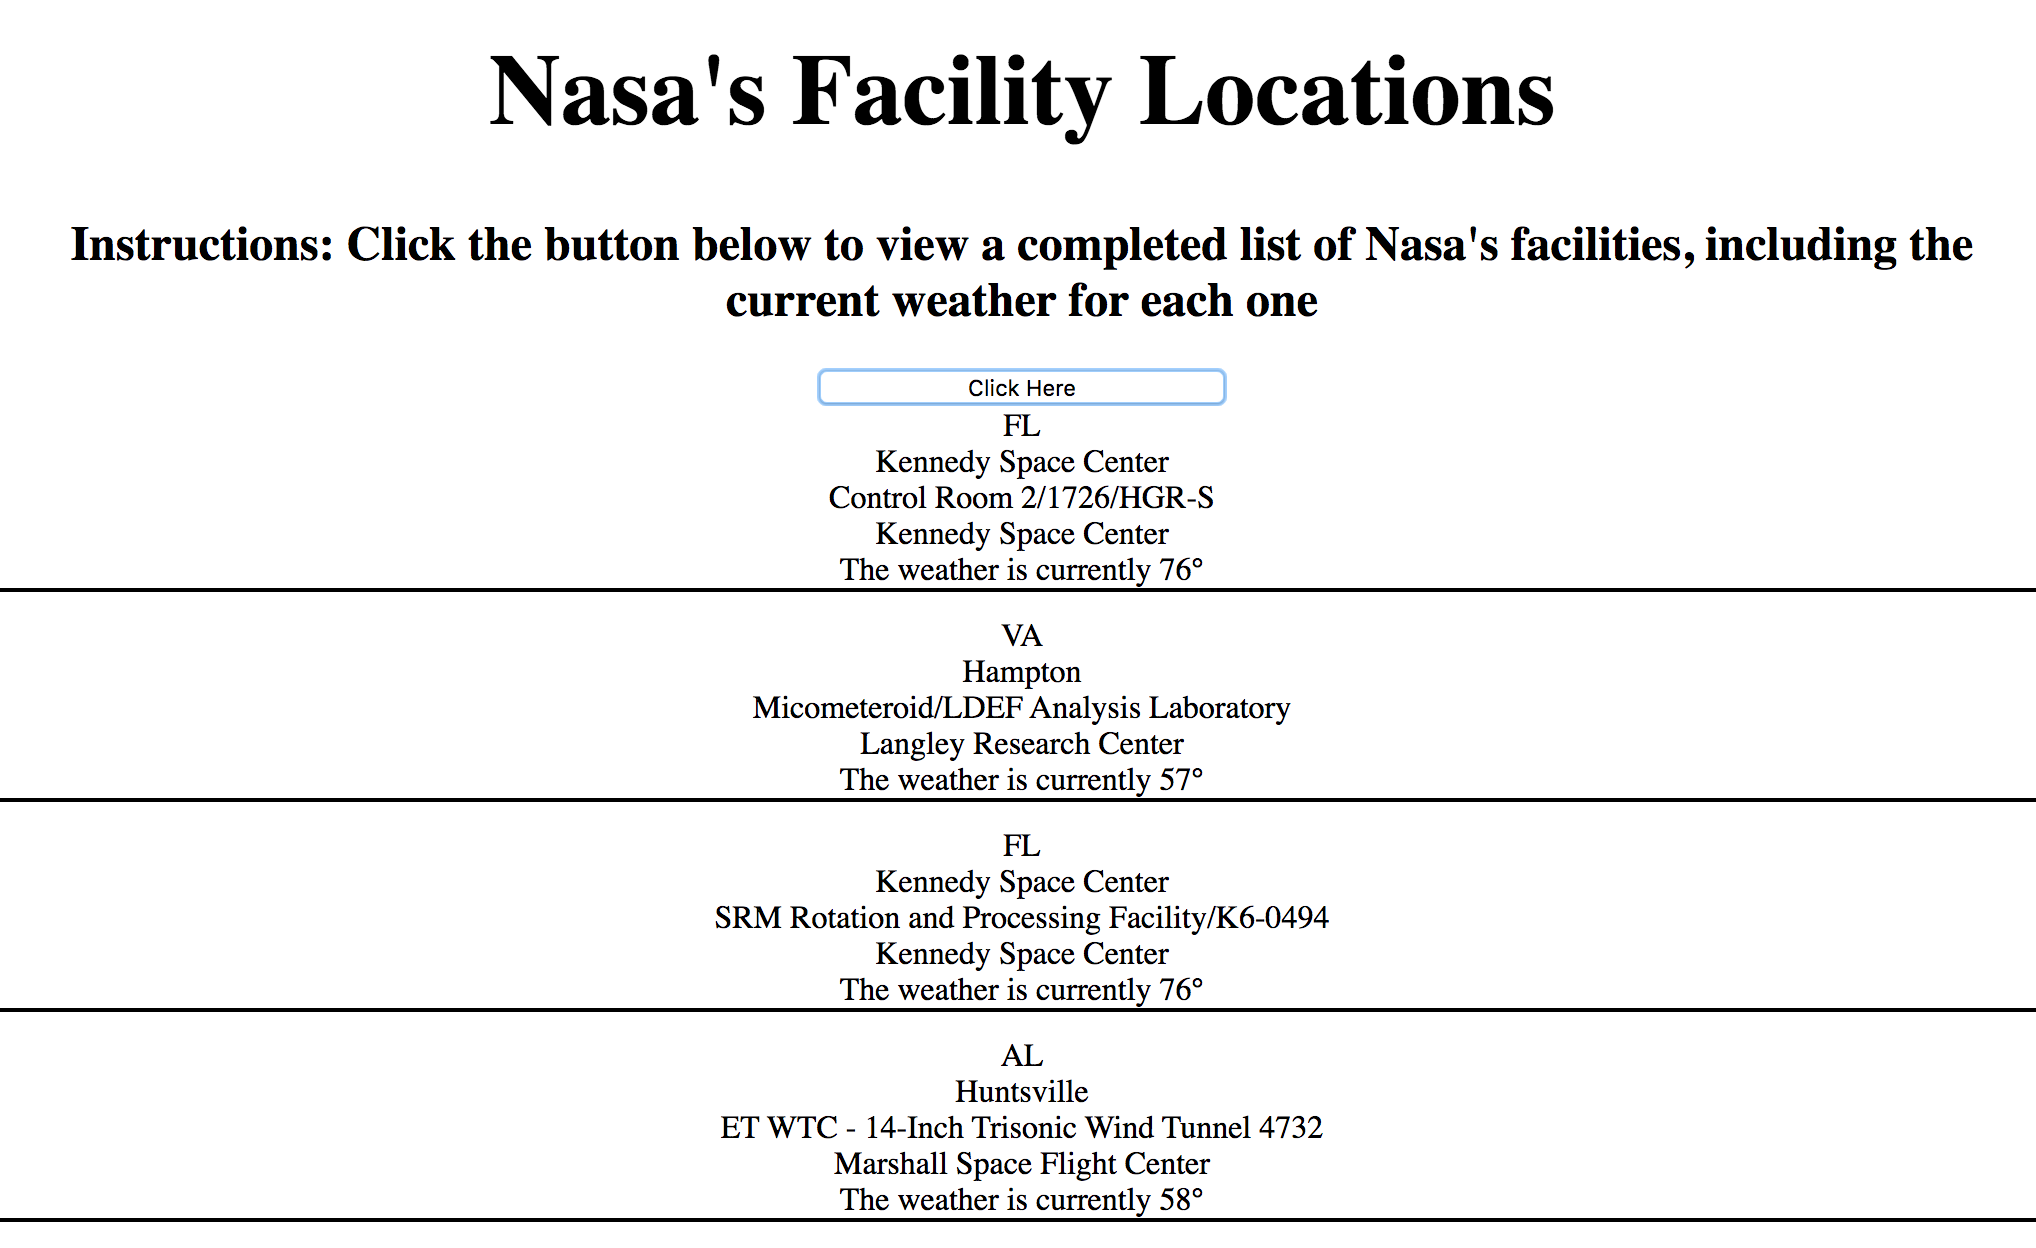 Nasa's Facility Locations
Instructions: Click the button below to view a completed list of Nasa's facilities, including the
current weather for each one
Click Here
FL
Kennedy Space Center
Control Room 2/1726/HGR-S
Kennedy Space Center
The weather is currently 76°
VA
Hampton
Micometeroid/LDEF Analysis Laboratory
Langley Research Center
The weather is currently 57°
FL
Kennedy Space Center
SRM Rotation and Processing Facility/K6-0494
Kennedy Space Center
The weather is currently 76°
AL
Huntsville
ET WTC - 14-Inch Trisonic Wind Tunnel 4732
Marshall Space Flight Center
The weather is currently 58°